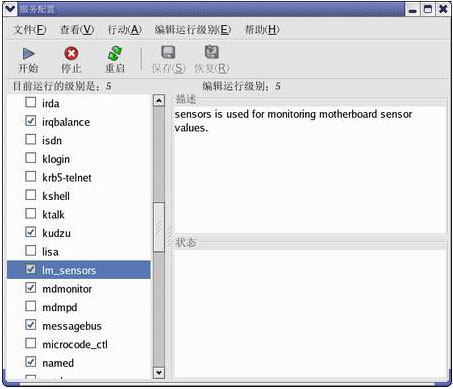 服务配置
文件(F) 查看(V) 行动(A) 编辑运行级别(E) 帮助(H)
开始 停止 重启 保存(S) 恢复(R)
目前运行的级别是：5 编辑运行级别：5
irda
irqbalance
isdn
klogin
krb5-telnet
kshell
ktalk
kudzu
lisa
lm_sensors
mdmonitor
mdmpd
messagebus
microcode_ctl
named
描述
sensors is used for monitoring motherboard sensor
values.
状态